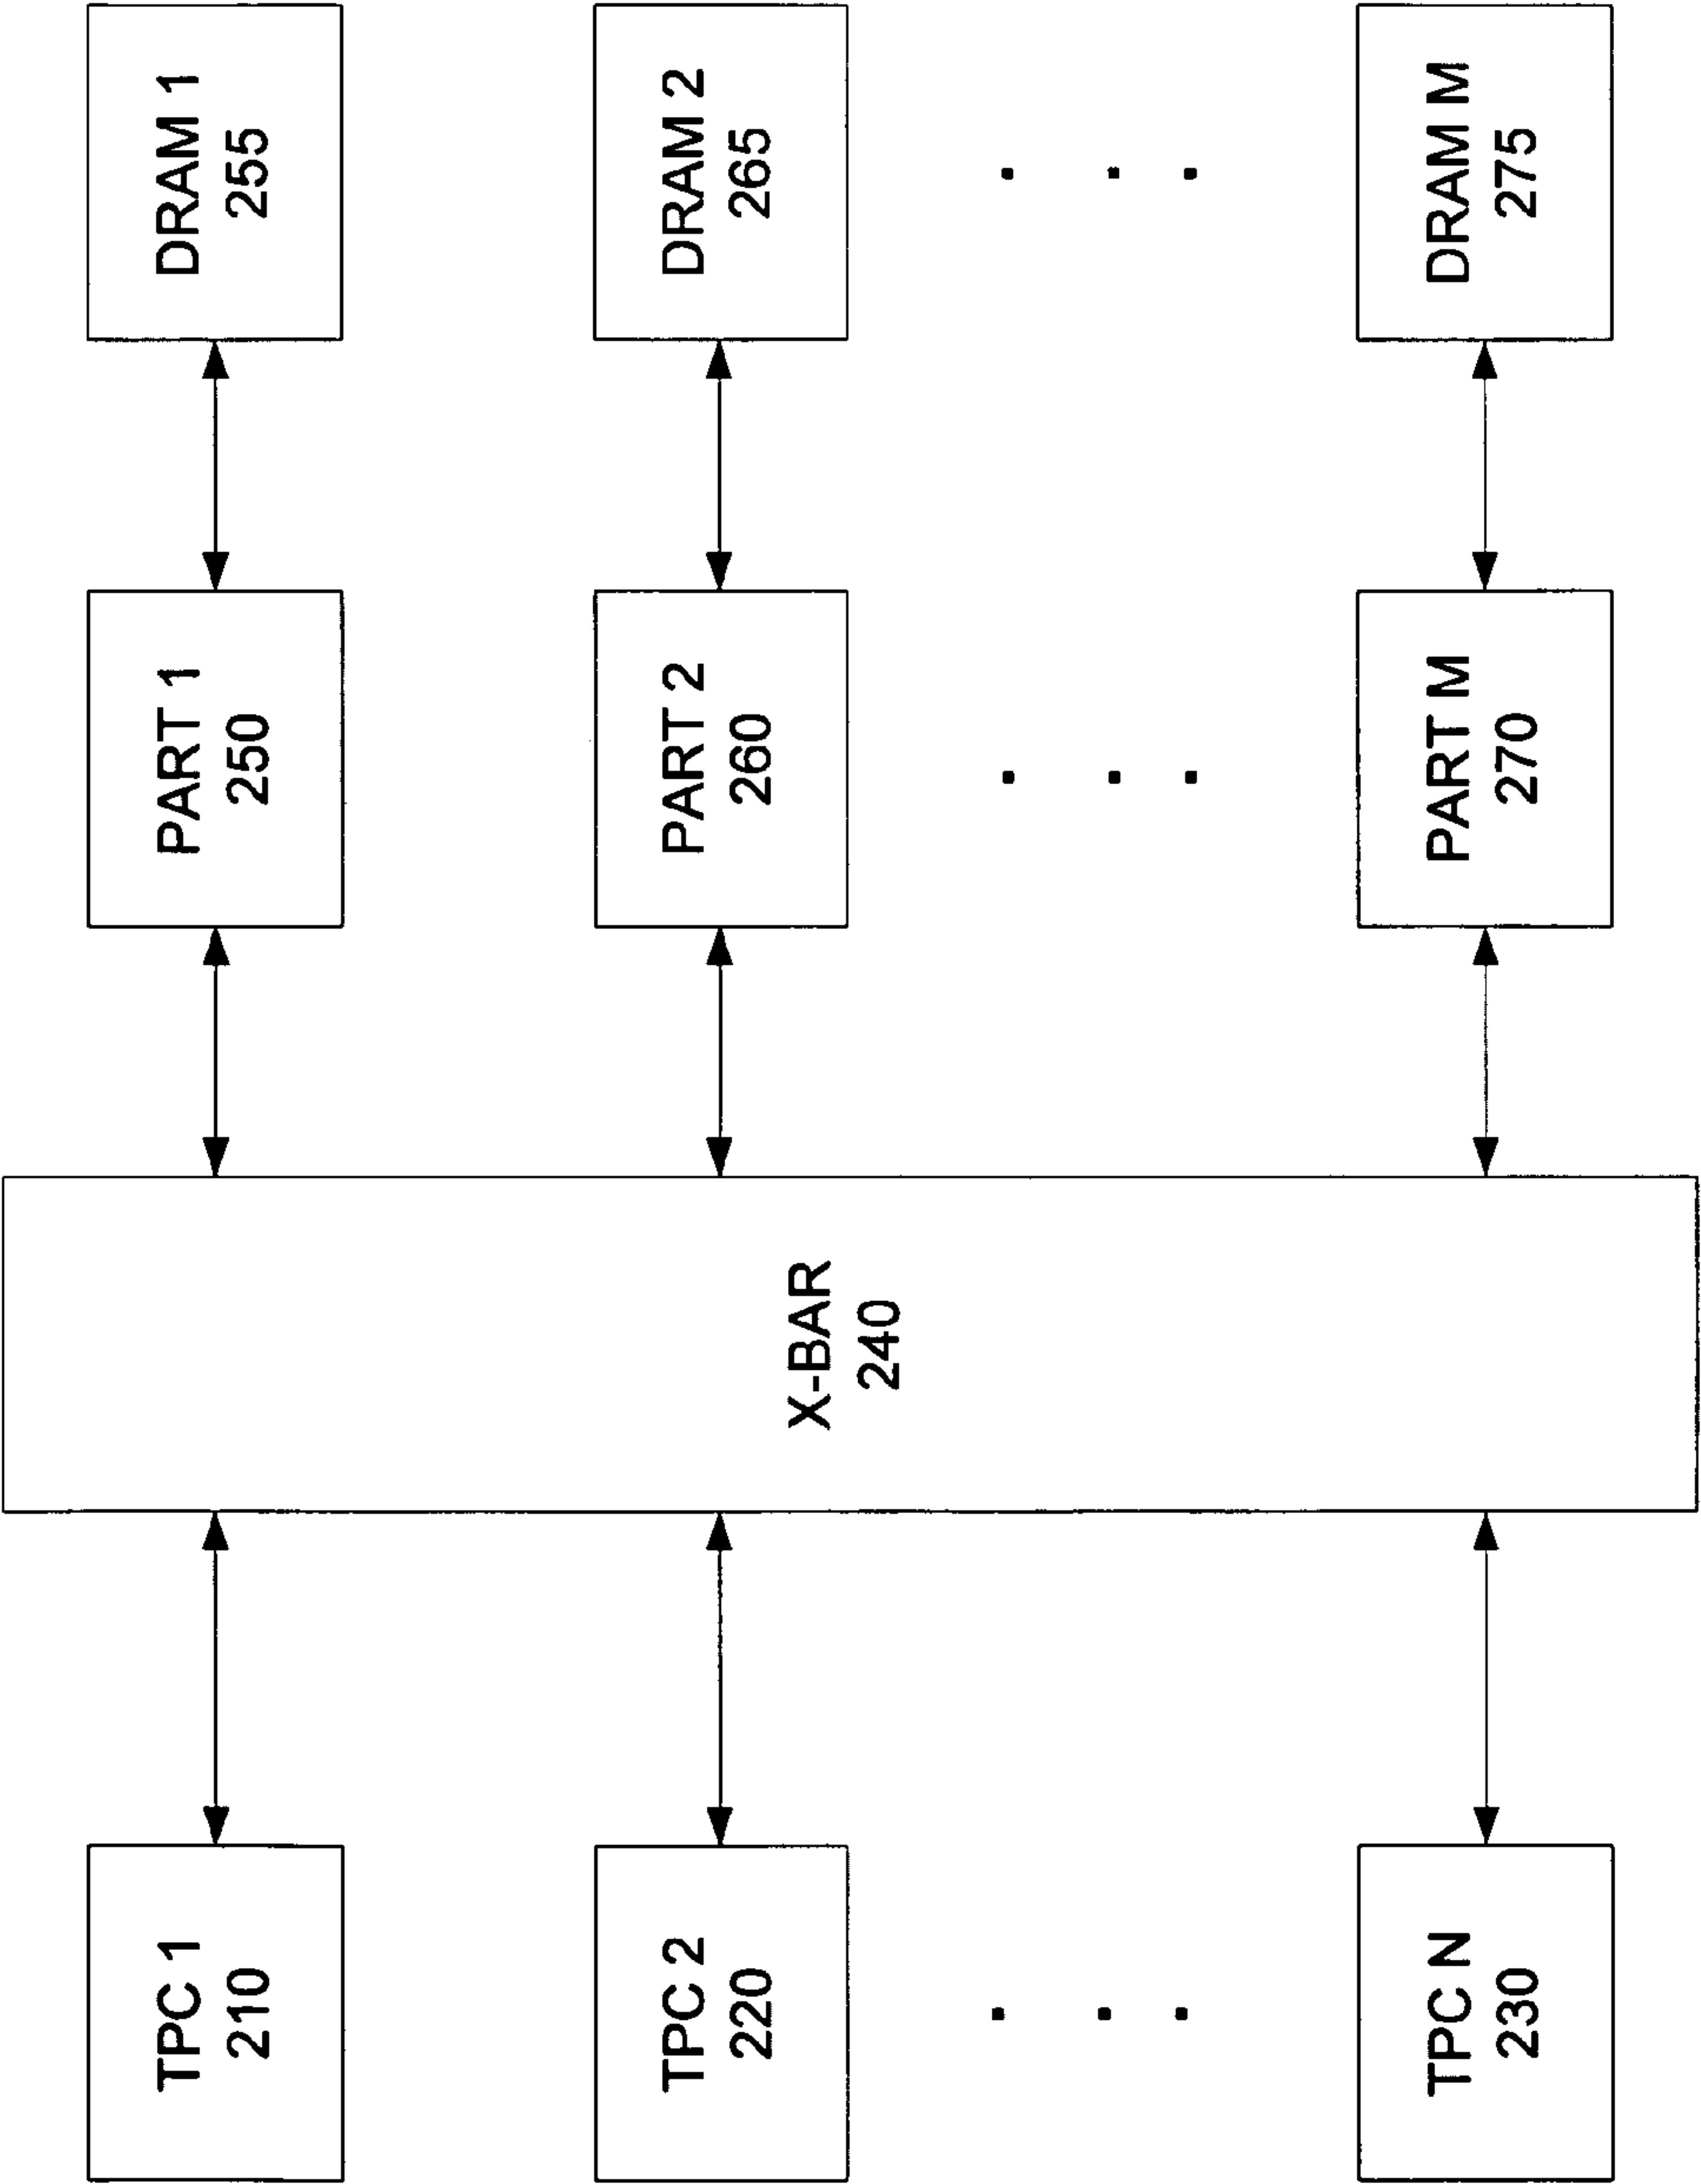 TPC 1
210
TPC 2
220
TPC N
230
X-BAR
240
PART 1
250
PART 2
260
PART M
270
DRAM 1
255
DRAM 2
265
DRAM M
275